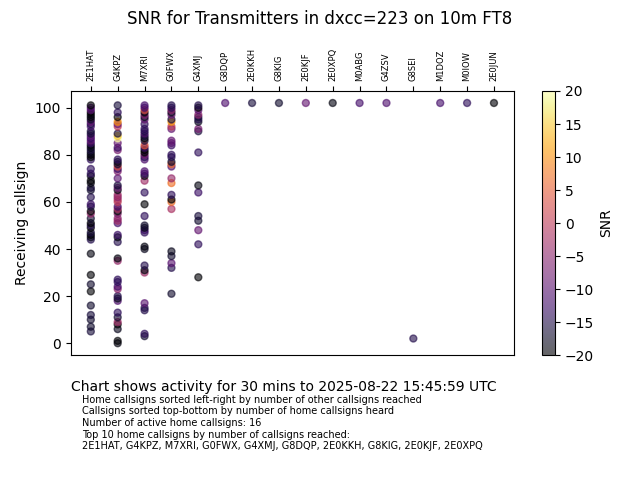 SNR for Transmitters in dxcc=223 on 10m FT8
2E1HAT G4KPZ M7XRI G0FWX G4XMJ G8DQP 2E0KKH G8KIG 2E0KJF 2E0XPQ M0ABG G4ZSV G8SEI M1DOZ M0IOW 2E0JUN
100
80
60
40
20
0
Receiving callsign
20
15
10
5
0
−5
−10
−15
−20
SNR
Chart shows activity for 30 mins to 2025-08-22 15:45:59 UTC
Home callsigns sorted left-right by number of other callsigns reached
Callsigns sorted top-bottom by number of home callsigns heard
Number of active home callsigns: 16
Top 10 home callsigns by number of callsigns reached:
2E1HAT, G4KPZ, M7XRI, G0FWX, G4XMJ, G8DQP, 2E0KKH, G8KIG, 2E0KJF, 2E0XPQ